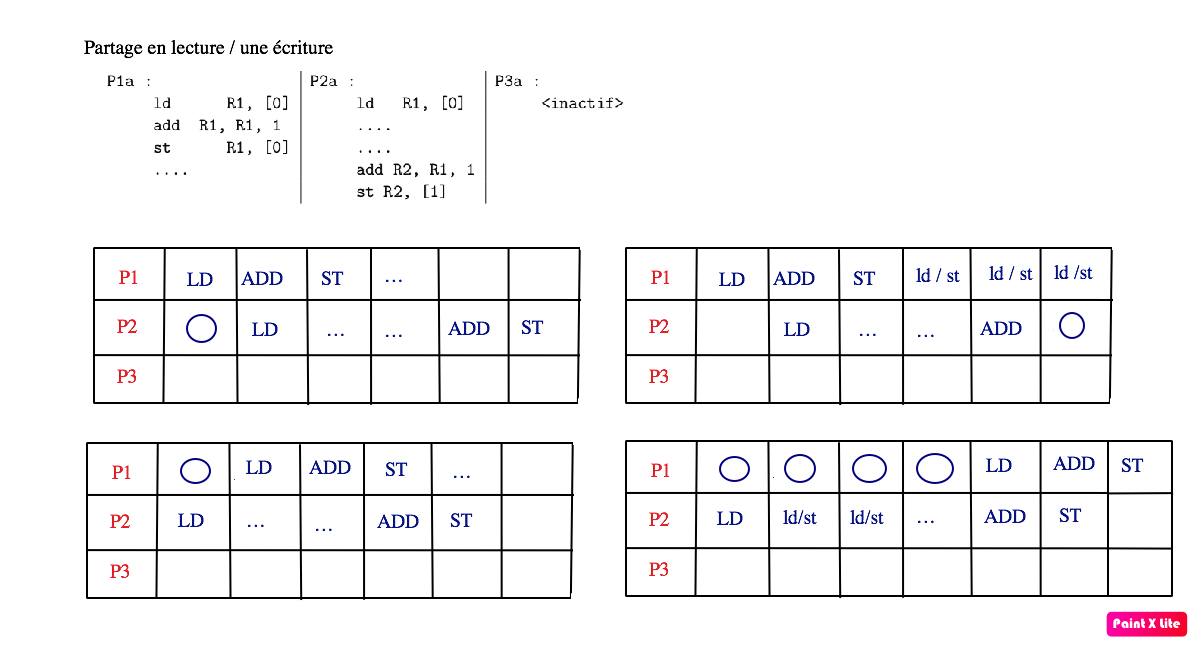 Partage en lecture / une écriture
P1a :
ld R1, [0]
add R1, R1, 1
st R1, [0]
....
P2a :
ld R1, [0]
....
....
add R2, R1, 1
st R2, [1]
P3a :
<inactif>
P1 LD ADD ST ...
P2 LD ... ... ADD ST
P3
P1 LD ADD ST ld / st ld / st ld /st
P2 LD ... ... ADD
P3
P1 LD ADD ST ...
P2 LD ... ... ADD ST
P3
P1 LD ADD ST
P2 LD ld/st ld/st ... ADD ST
P3
Paint X lite